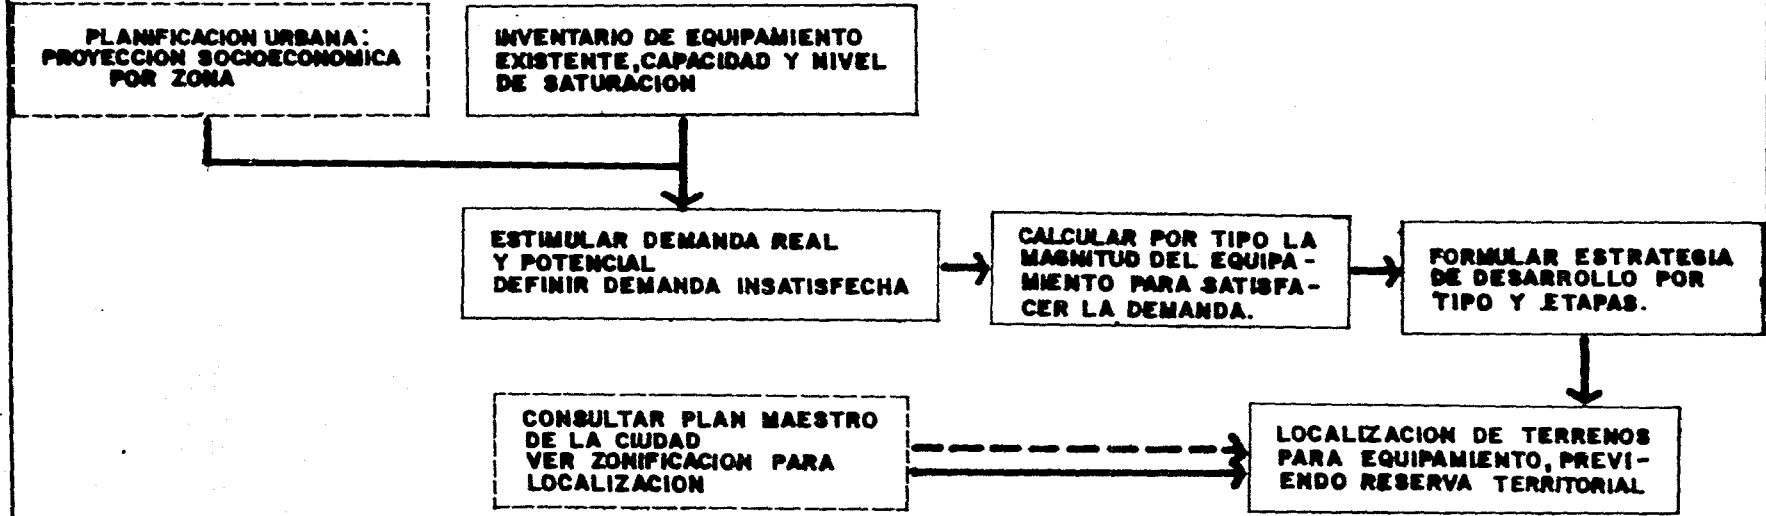 PLANIFICACION URBANA:
PROYECCION SOCIOECONOMICA
POR ZONA
INVENTARIO DE EQUIPAMIENTO
EXISTENTE, CAPACIDAD Y NIVEL
DE SATURACION
ESTIMULAR DEMANDA REAL
Y POTENCIAL
DEFINIR DEMANDA INSATISFECHA
CALCULAR POR TIPO LA
MAGNITUD DEL EQUIPA-
MIENTO PARA SATISFA-
CER LA DEMANDA.
FORMULAR ESTRATEGIA
DE DESARROLLO POR
TIPO Y ETAPAS.
CONSULTAR PLAN MAESTRO
DE LA CIUDAD
VER ZONIFICACION PARA
LOCALIZACION
LOCALIZACION DE TERRENOS
PARA EQUIPAMIENTO, PREVI-
ENDO RESERVA TERRITORIAL